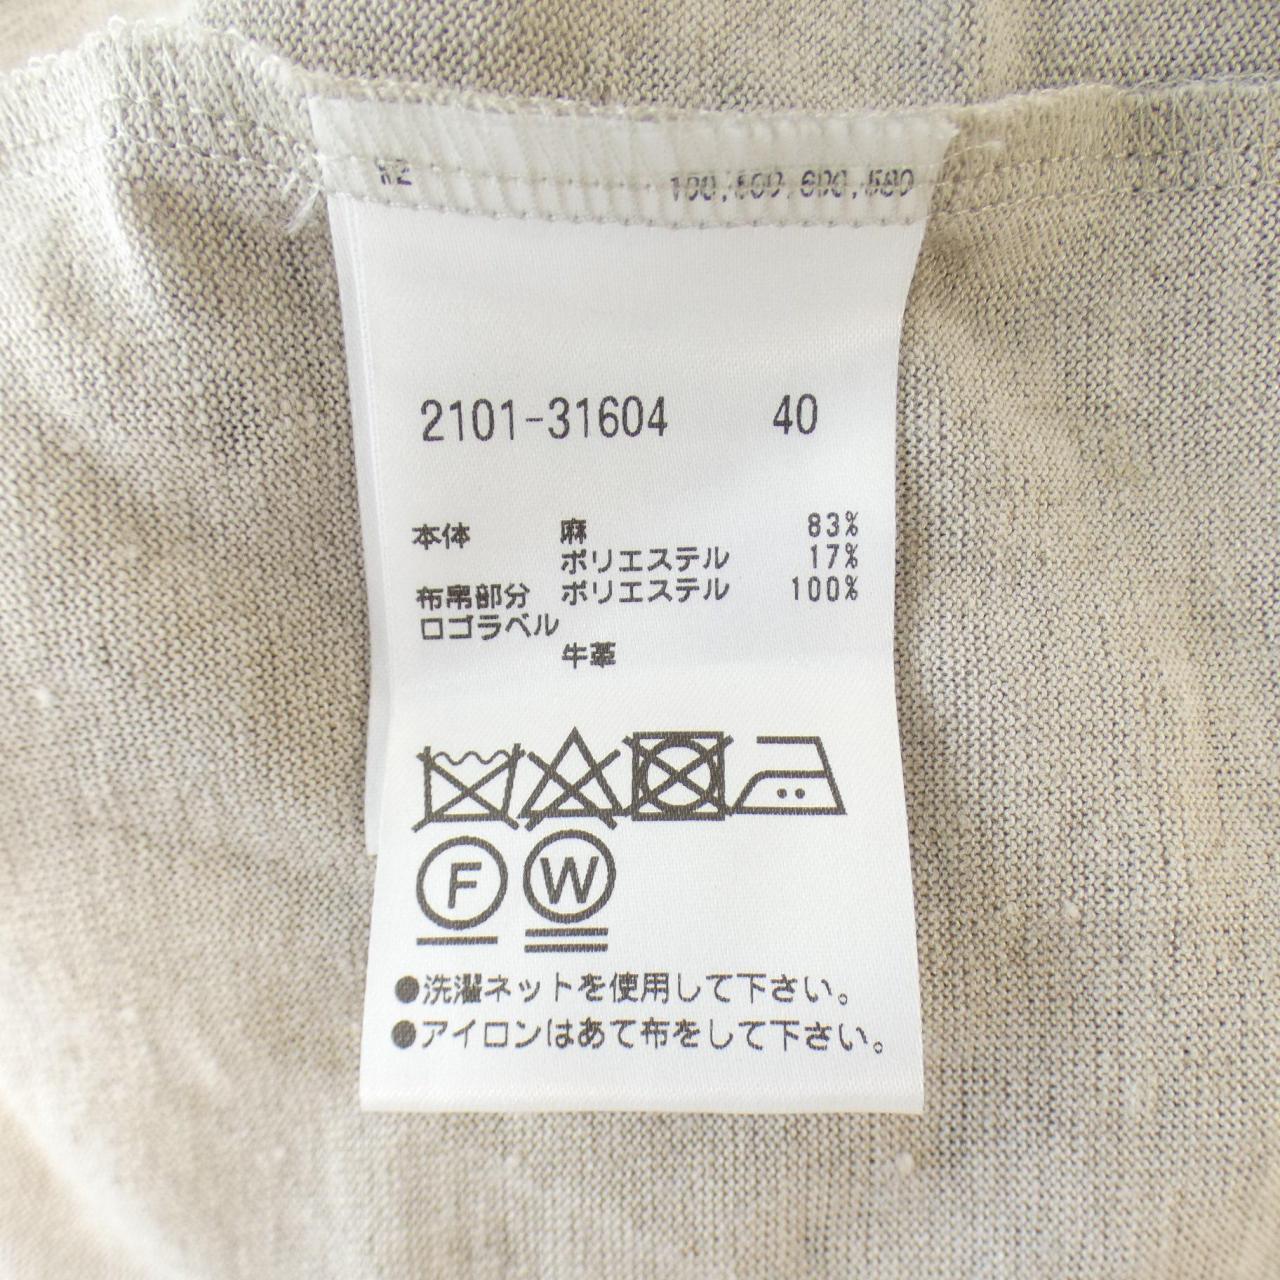 2101-31604 40
本体 麻 83%
ポリエステル 17%
布帛部分 ポリエステル 100%
ロゴラベル
牛革
F W
●洗濯ネットを使用して下さい。
●アイロンはあて布をして下さい。